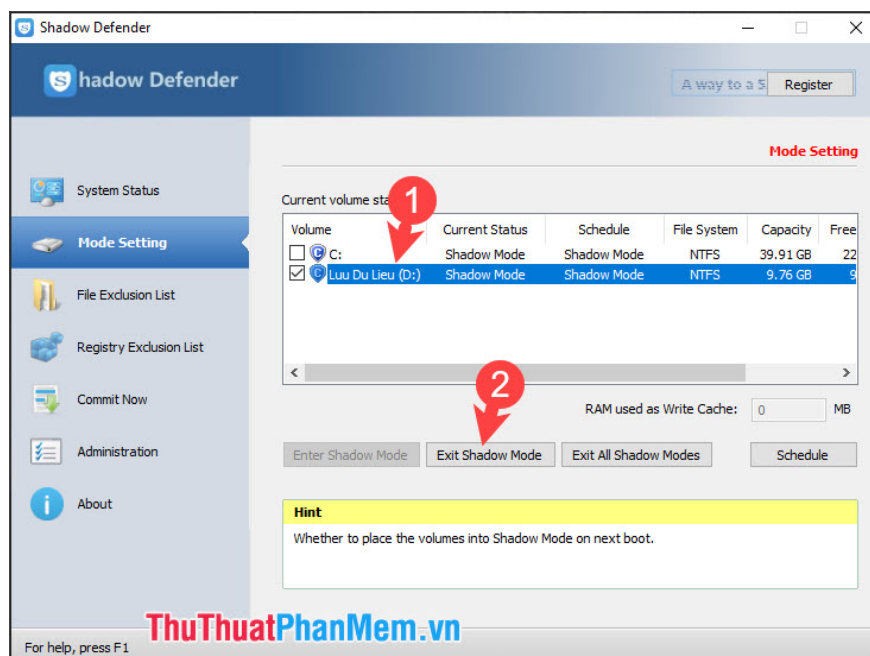 Shadow Defender
Shadow Defender
A way to a S
Register
Mode Setting
System Status
Mode Setting
File Exclusion List
Registry Exclusion List
Commit Now
Administration
About
Current volume sta
1
Volume Current Status Schedule File System Capacity Free
C: Shadow Mode Shadow Mode NTFS 39.91 GB 22
Luu Du Lieu (D:) Shadow Mode Shadow Mode NTFS 9.76 GB 9
2
RAM used as Write Cache: 0 MB
Enter Shadow Mode Exit Shadow Mode Exit All Shadow Modes Schedule
Hint
Whether to place the volumes into Shadow Mode on next boot.
ThuThuatPhanMem.vn
For help, press F1